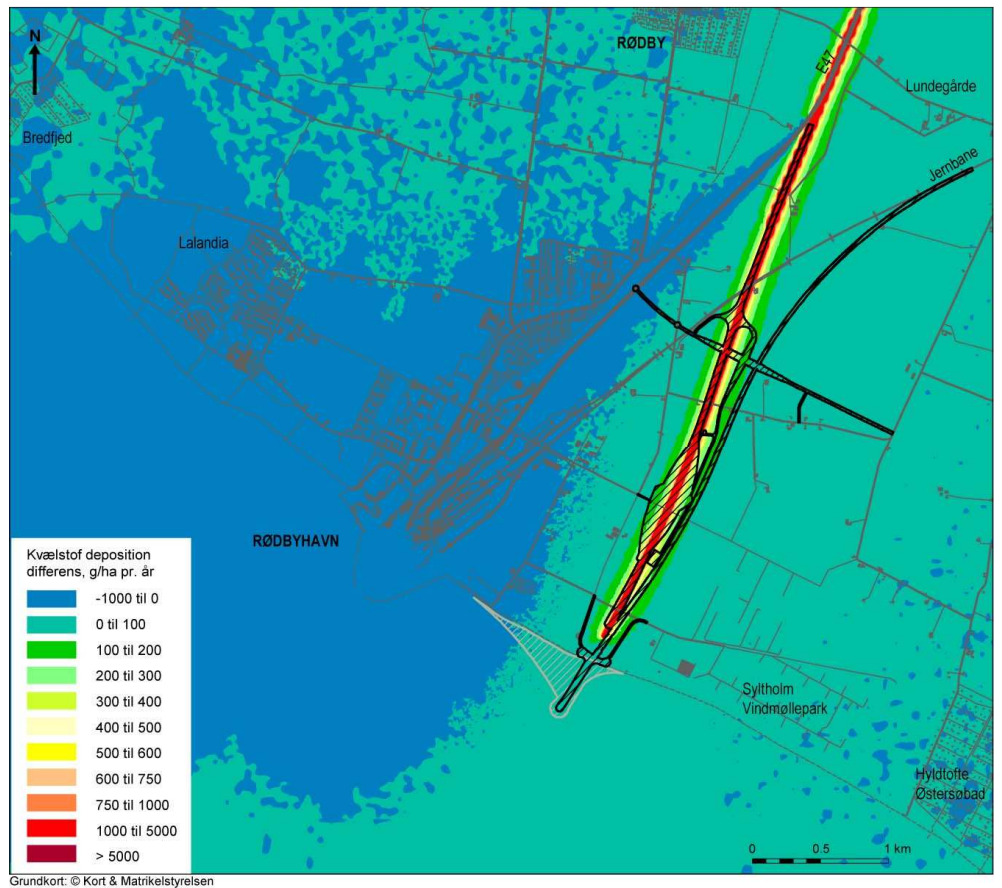 N
RØDBY
E47
Lundegårde
Bredfjed
Jernbane
Lalandia
RØDBYHAVN
Kvælstof deposition
differens, g/ha pr. år
-1000 til 0
0 til 100
100 til 200
200 til 300
300 til 400
400 til 500
500 til 600
600 til 750
750 til 1000
1000 til 5000
> 5000
Syltholm
Vindmøllepark
Hyldtofte
Østersøbad
0 0.5 1 km
Grundkort: © Kort & Matrikelstyrelsen